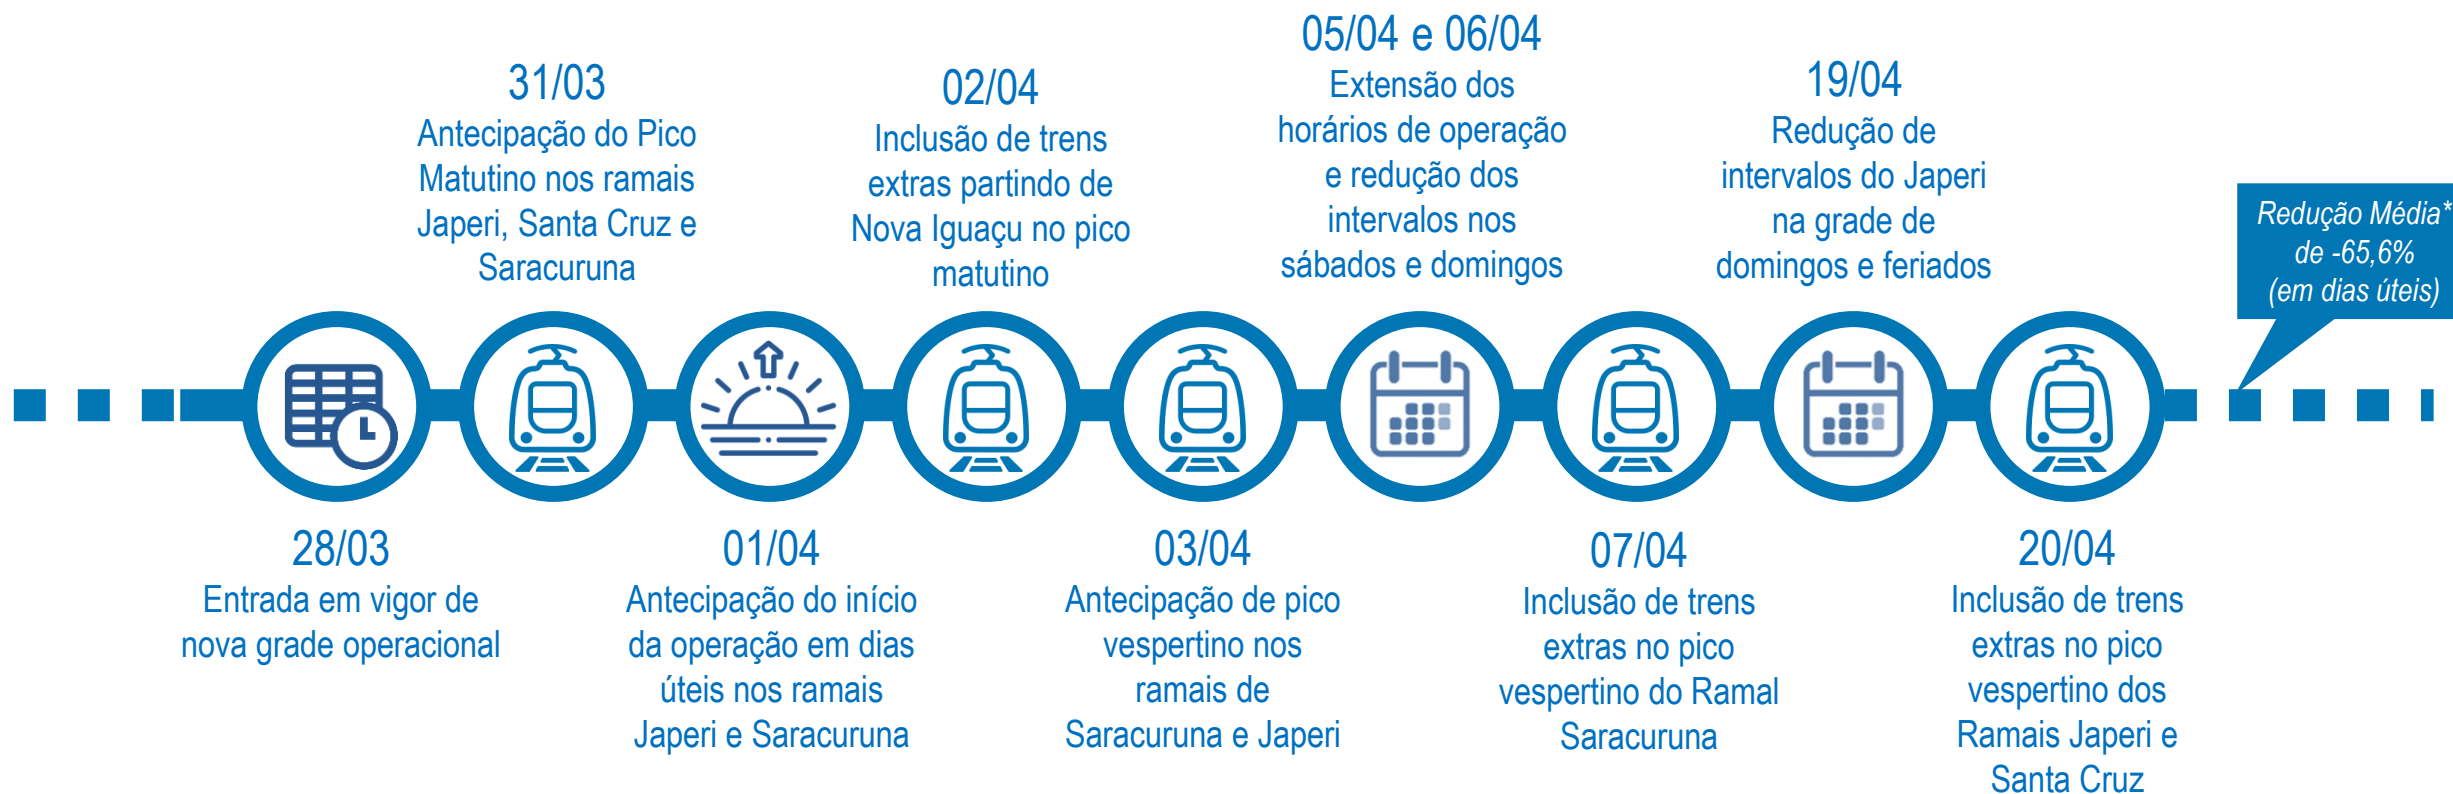 28/03
Entrada em vigor de
nova grade operacional
31/03
Antecipação do Pico
Matutino nos ramais
Japeri, Santa Cruz e
Saracuruna
01/04
Antecipação do início
da operação em dias
úteis nos ramais
Japeri e Saracuruna
02/04
Inclusão de trens
extras partindo de
Nova Iguaçu no pico
matutino
03/04
Antecipação de pico
vespertino nos
ramais de
Saracuruna e Japeri
05/04 e 06/04
Extensão dos
horários de operação
e redução dos
intervalos nos
sábados e domingos
07/04
Inclusão de trens
extras no pico
vespertino do Ramal
Saracuruna
19/04
Redução de
intervalos do Japeri
na grade de
domingos e feriados
20/04
Inclusão de trens
extras no pico
vespertino dos
Ramais Japeri e
Santa Cruz
Redução Média*
de -65,6%
(em dias úteis)